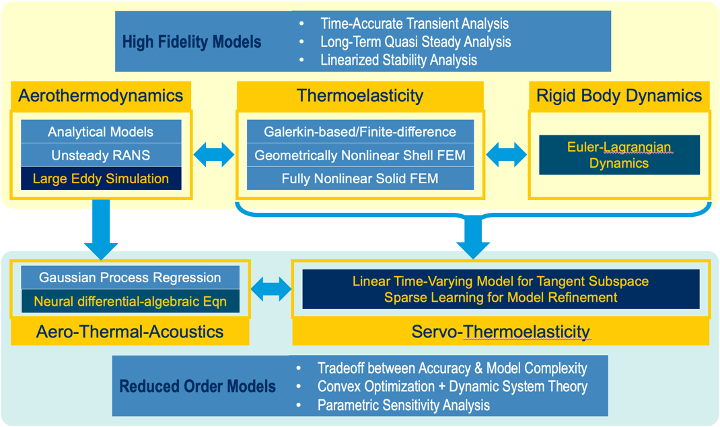 High Fidelity Models
• Time-Accurate Transient Analysis
• Long-Term Quasi Steady Analysis
• Linearized Stability Analysis
Aerothermodynamics
Analytical Models
Unsteady RANS
Large Eddy Simulation
Thermoelasticity
Galerkin-based/Finite-difference
Geometrically Nonlinear Shell FEM
Fully Nonlinear Solid FEM
Rigid Body Dynamics
Euler-Lagrangian
Dynamics
Gaussian Process Regression
Neural differential-algebraic Eqn
Aero-Thermal-Acoustics
Linear Time-Varying Model for Tangent Subspace
Sparse Learning for Model Refinement
Servo-Thermoelasticity
Reduced Order Models
• Tradeoff between Accuracy & Model Complexity
• Convex Optimization + Dynamic System Theory
• Parametric Sensitivity Analysis